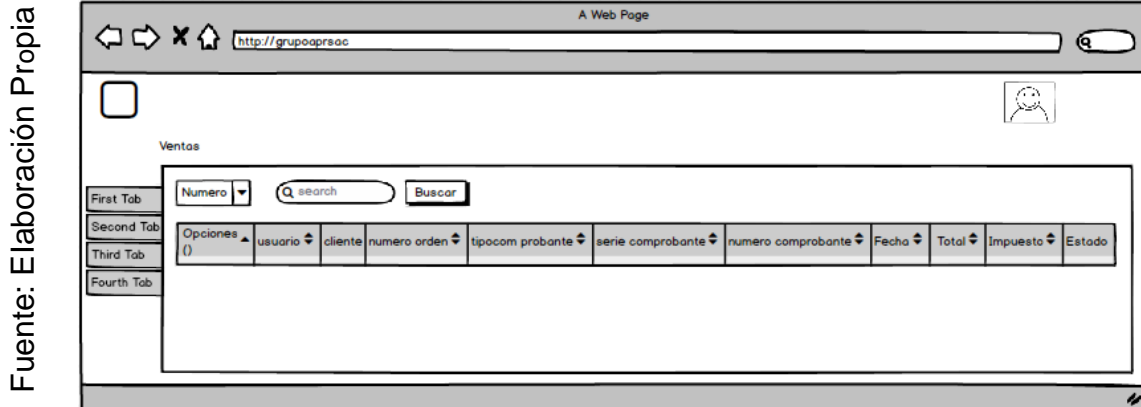 Fuente: Elaboración Propia
A Web Page
http://grupoaprsac
Ventas
Numero search Buscar
First Tab
Second Tab
Third Tab
Fourth Tab
Opciones () usuario cliente numero orden tipocom probante serie comprobante numero comprobante Fecha Total Impuesto Estado